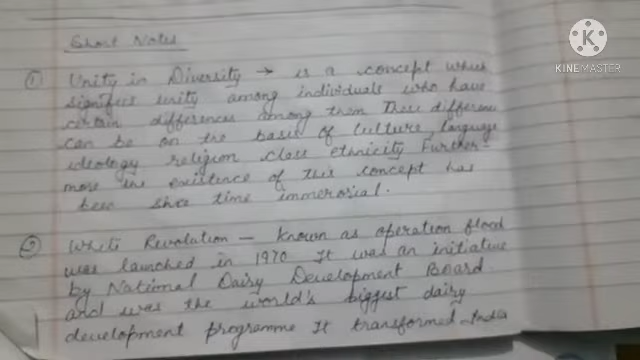 Short Notes
KINEMASTER
① Unity in Diversity → is a concept which
signifies unity among individuals who have
certain differences among them These difference
can be on the basis of culture, language
ideology religion class ethnicity Further-
more the existence of this concept has
been since time immemorial.
② White Revolution - Known as operation flood
was launched in 1970 It was an initiative
by National Dairy Development Board
and was the world's biggest dairy
development programme It transformed India